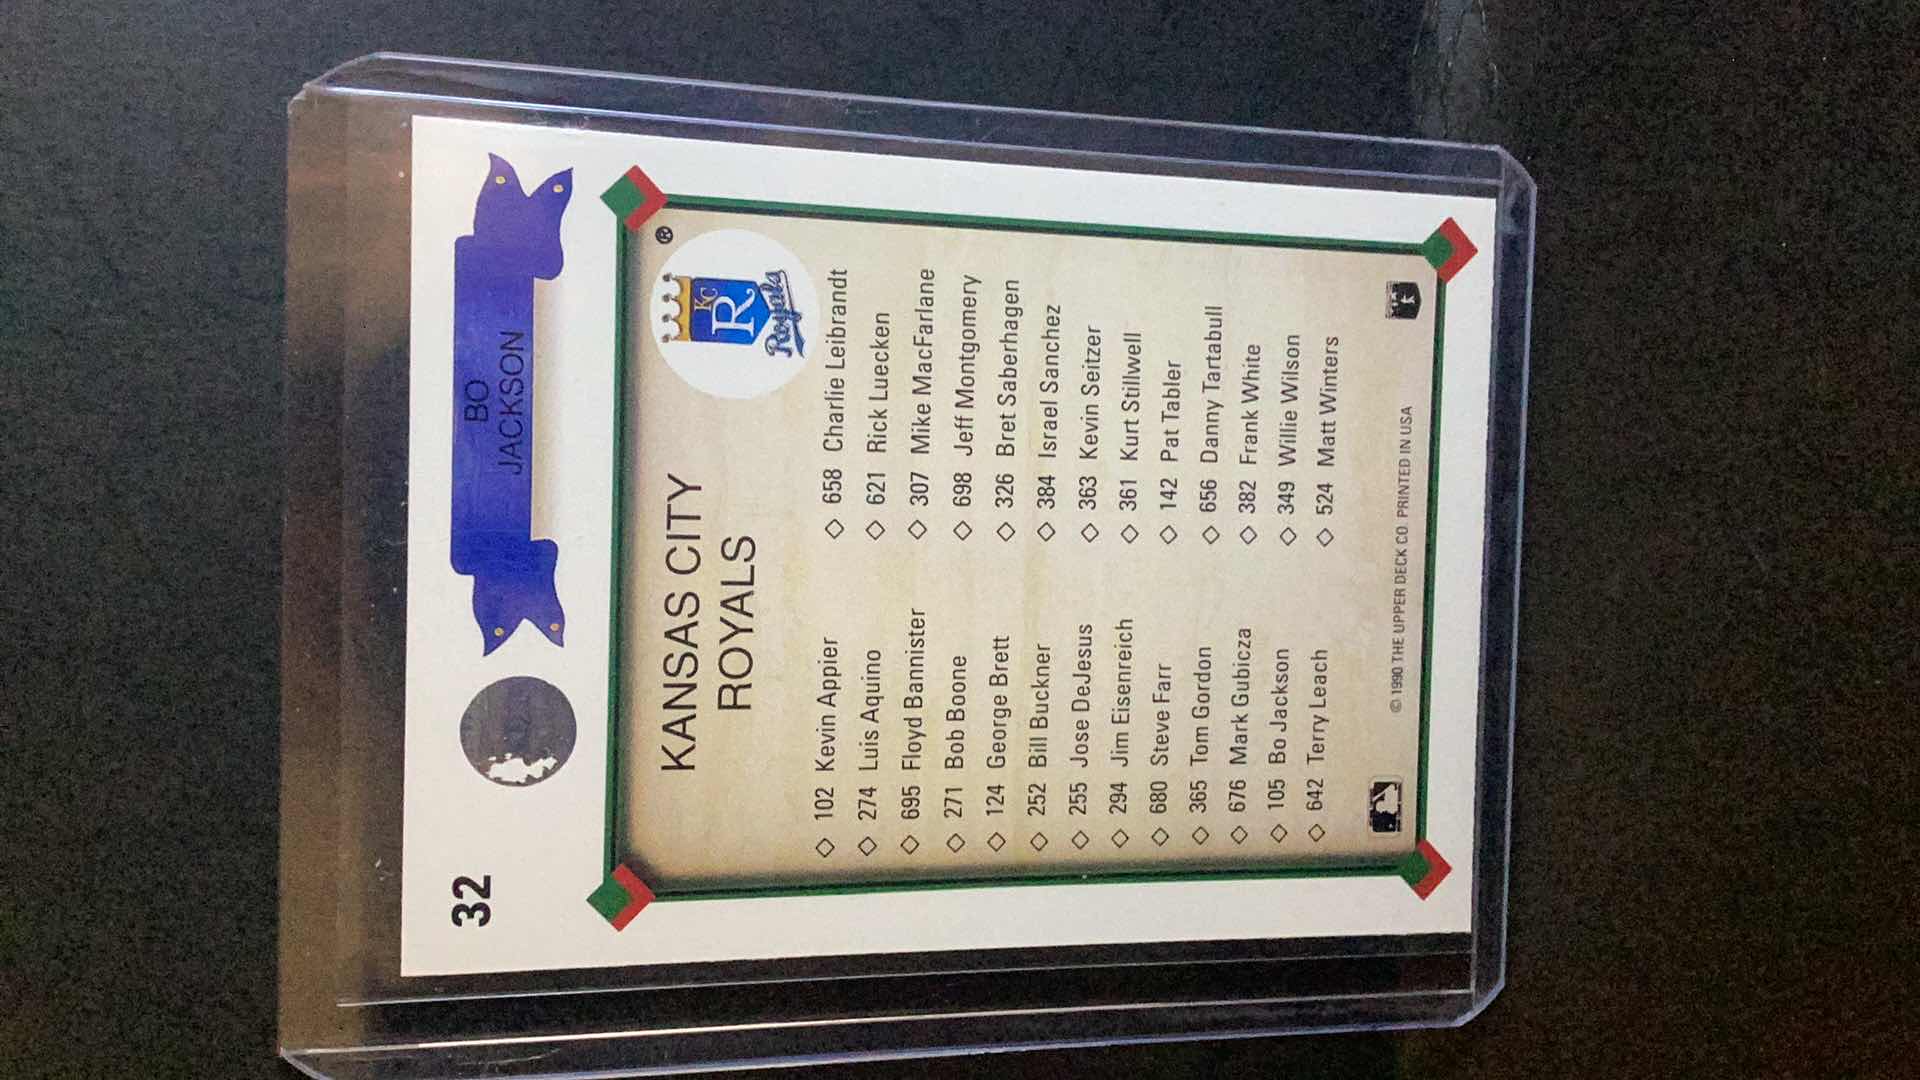 32
BO
JACKSON
KANSAS CITY
ROYALS
KC
R
Royals
®
102 Kevin Appier
274 Luis Aquino
695 Floyd Bannister
271 Bob Boone
124 George Brett
252 Bill Buckner
255 Jose DeJesus
294 Jim Eisenreich
680 Steve Farr
365 Tom Gordon
676 Mark Gubicza
105 Bo Jackson
642 Terry Leach
658 Charlie Leibrandt
621 Rick Luecken
307 Mike MacFarlane
698 Jeff Montgomery
326 Bret Saberhagen
384 Israel Sanchez
363 Kevin Seitzer
361 Kurt Stillwell
142 Pat Tabler
656 Danny Tartabull
382 Frank White
349 Willie Wilson
524 Matt Winters
© 1990 THE UPPER DECK CO. PRINTED IN USA